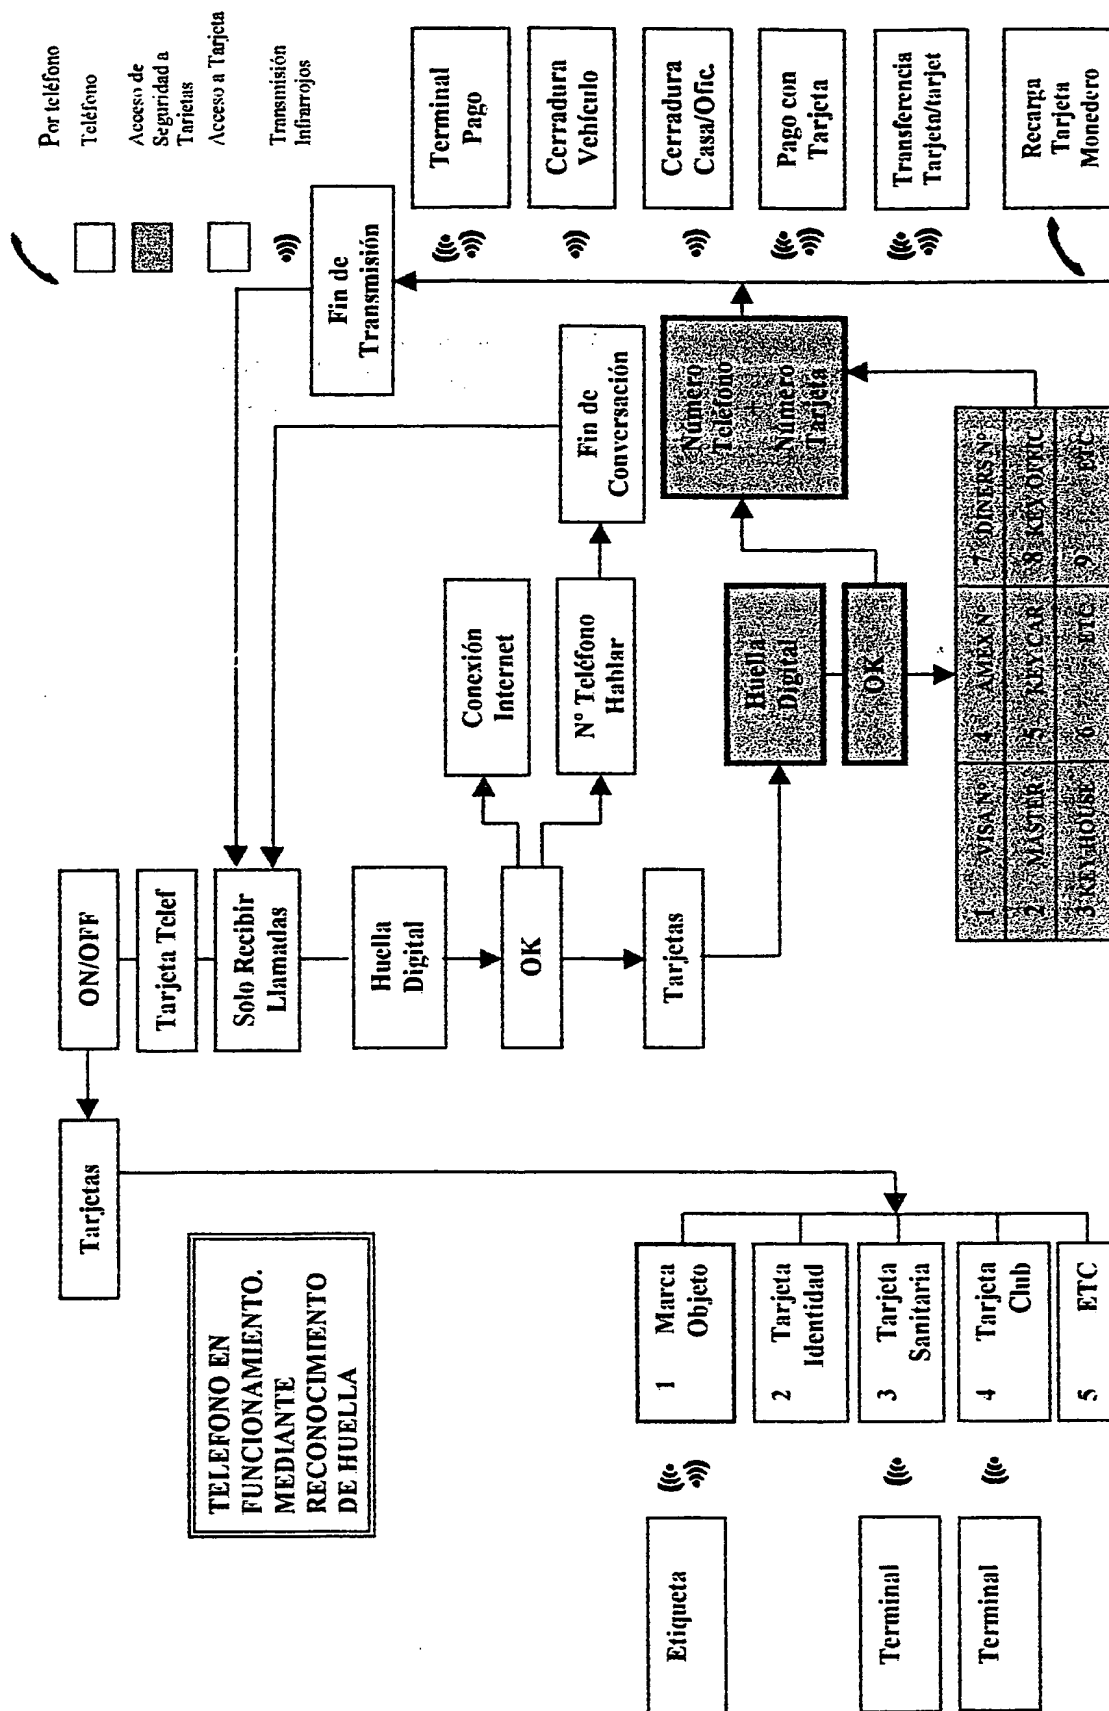 TELEFONO EN
FUNCIONAMIENTO.
MEDIANTE
RECONOCIMIENTO
DE HUELLA
Por teléfono
Teléfono
Acceso de
Seguridad a
Tarjetas
Acceso a Tarjeta
Transmisión
Infrarrojos
Tarjetas
ON/OFF
Tarjeta Telef
Solo Recibir
Llamadas
Huella
Digital
OK
Tarjetas
Conexión
Internet
Nº Teléfono
Hablar
Fin de
Conversación
Fin de
Transmisión
Huella
Digital
OK
Número
Teléfono
+
Número
Tarjeta
1 VISA Nº
4 AMEX Nº
7 DINERS Nº
2 MASTER
5 KEY CAR
8 KEY OFFIC
3 KEY HOUSE
6 ETC
9 ETC
Terminal
Pago
Cerradura
Vehículo
Cerradura
Casa/Ofic.
Pago con
Tarjeta
Transferencia
Tarjeta/tarjet
Recarga
Tarjeta
Monedero
1 Marca
Objeto
2 Tarjeta
Identidad
3 Tarjeta
Sanitaria
4 Tarjeta
Club
5 ETC
Etiqueta
Terminal
Terminal